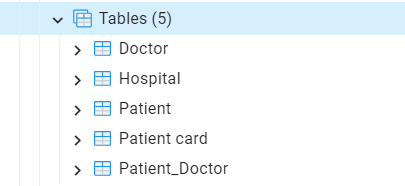 Tables (5)
Doctor
Hospital
Patient
Patient card
Patient_Doctor